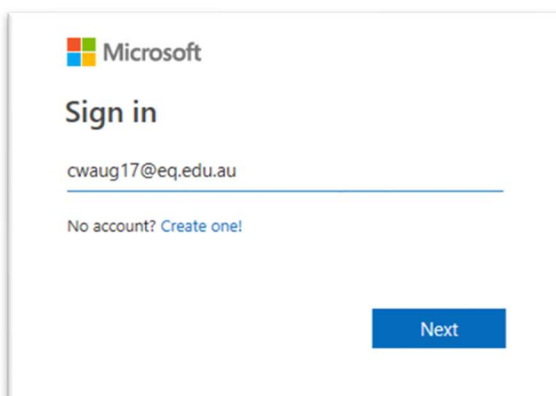 Microsoft
Sign in
cwaug17@eq.edu.au
No account? Create one!
Next